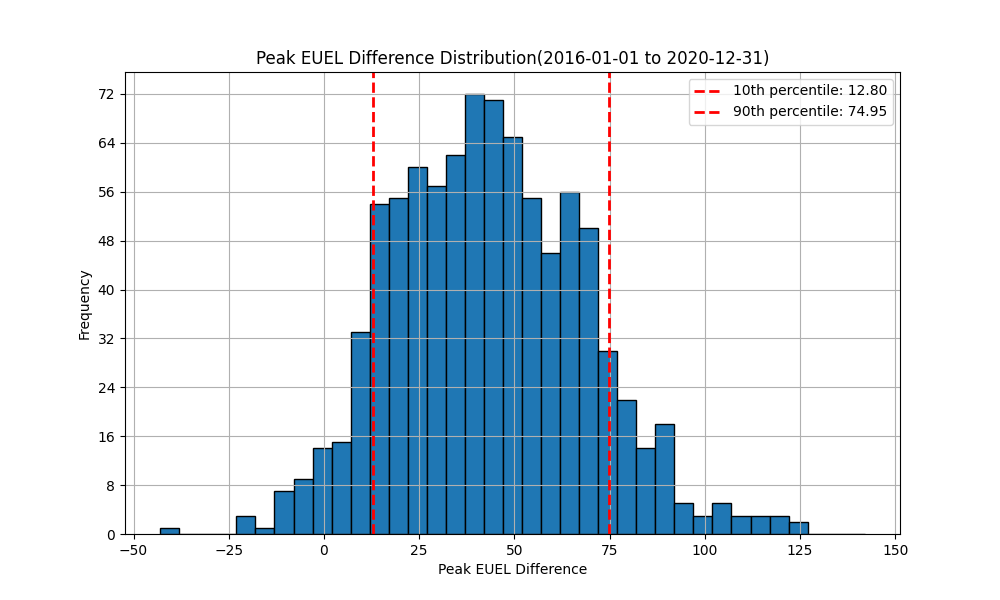 Peak EUEL Difference Distribution(2016-01-01 to 2020-12-31)
10th percentile: 12.80
90th percentile: 74.95
72
64
56
48
40
32
24
16
8
0
Frequency
−50 −25 0 25 50 75 100 125 150
Peak EUEL Difference